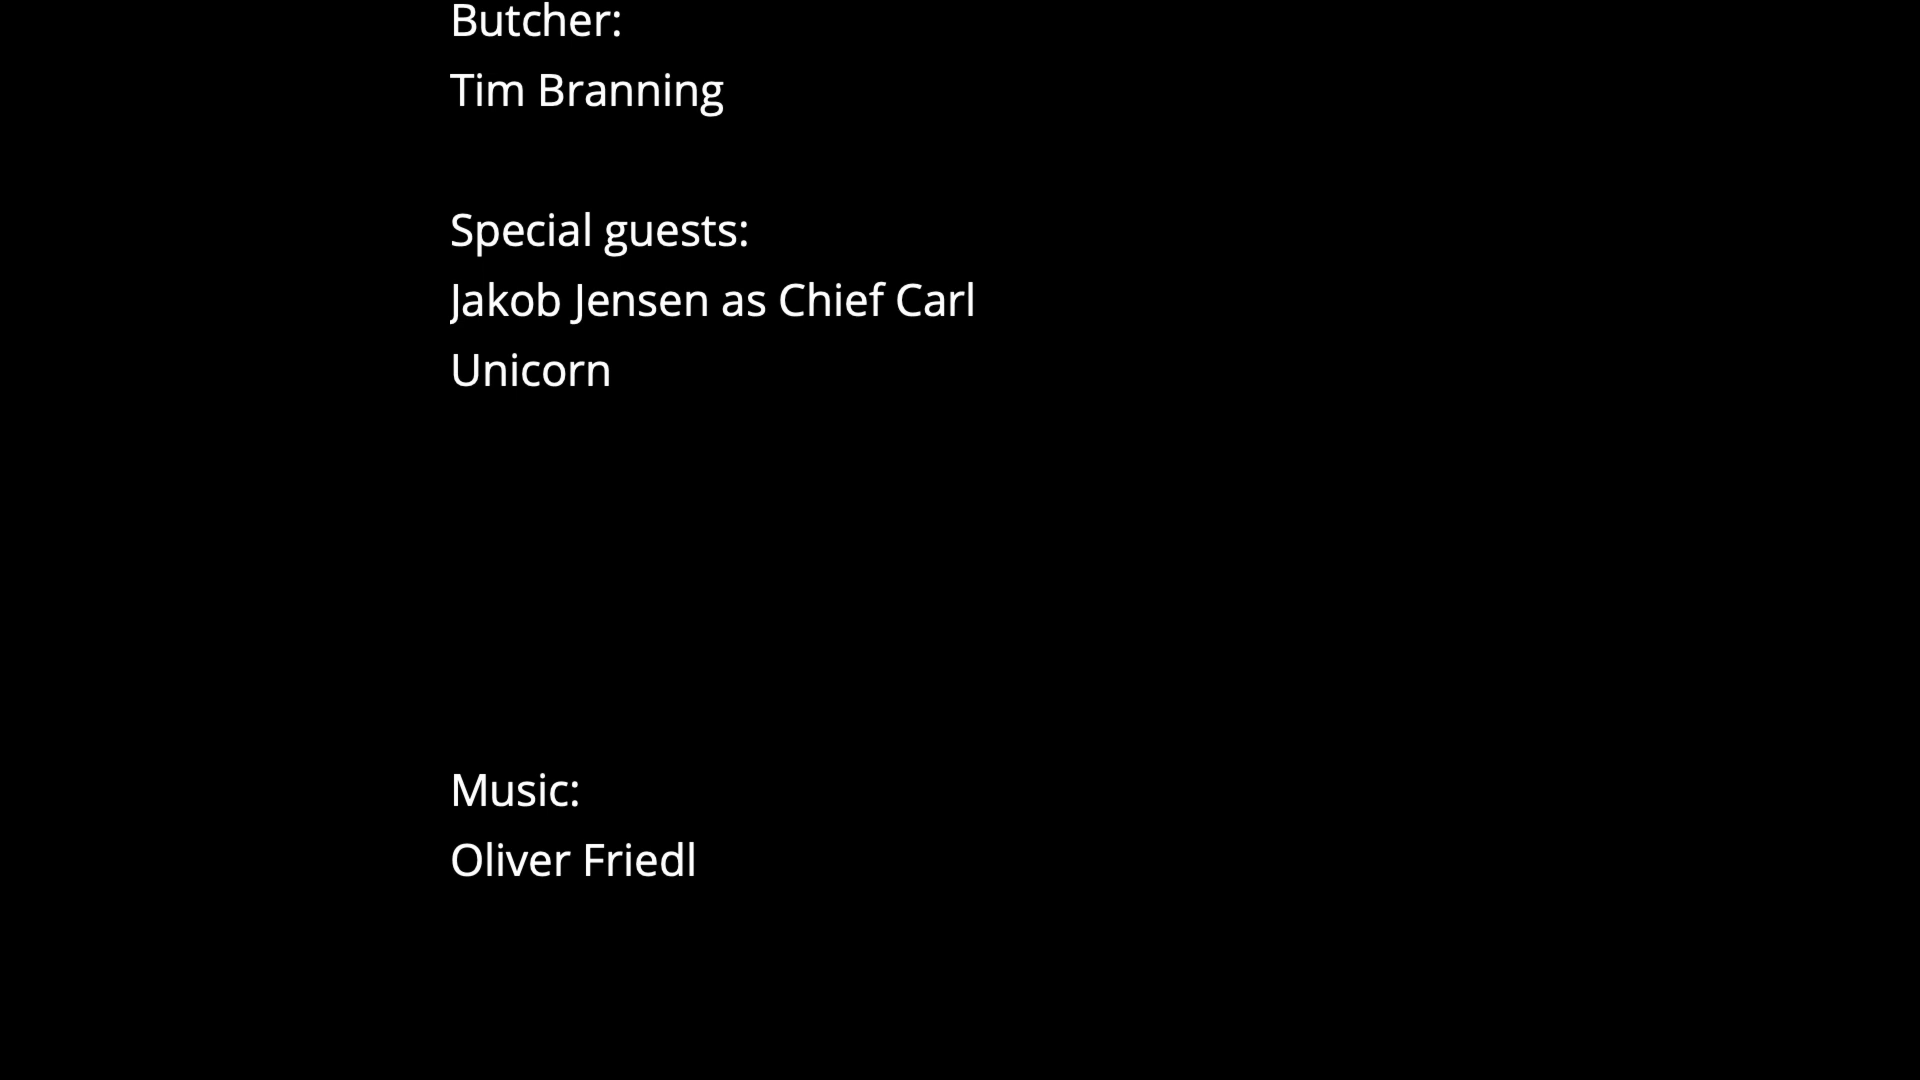 Butcher:
Tim Branning
Special guests:
Jakob Jensen as Chief Carl
Unicorn
Music:
Oliver Friedl